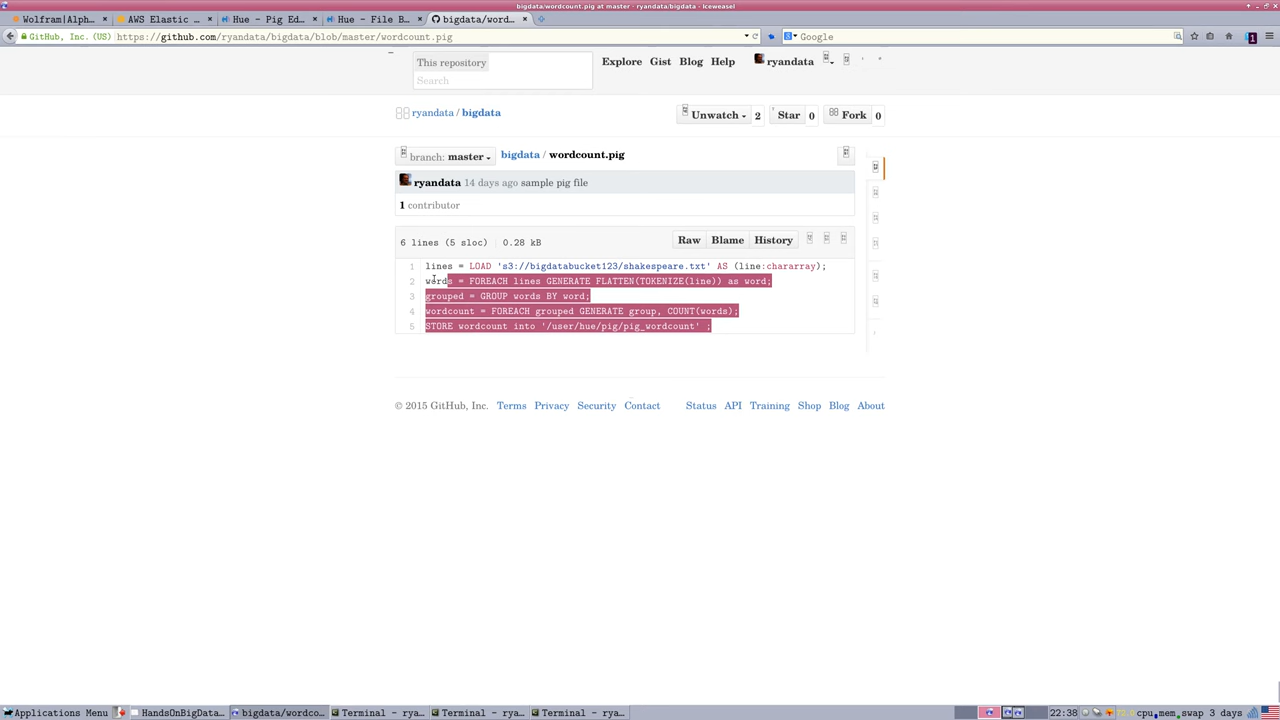 bigdata/wordcount.pig at master · ryandata/bigdata - Iceweasel
Wolfram|Alph...
AWS Elastic ...
Hue - Pig Ed...
Hue - File B...
bigdata/word...
GitHub, Inc. (US) https://github.com/ryandata/bigdata/blob/master/wordcount.pig
Google
1
This repository
Search
Explore Gist Blog Help
ryandata
ryandata / bigdata
Unwatch 2
Star 0
Fork 0
branch: master
bigdata / wordcount.pig
ryandata 14 days ago sample pig file
1 contributor
6 lines (5 sloc) 0.28 kB
Raw Blame History
1 lines = LOAD 's3://bigdatabucket123/shakespeare.txt' AS (line:chararray);
2 words = FOREACH lines GENERATE FLATTEN(TOKENIZE(line)) as word;
3 grouped = GROUP words BY word;
4 wordcount = FOREACH grouped GENERATE group, COUNT(words);
5 STORE wordcount into '/user/hue/pig/pig_wordcount' ;
© 2015 GitHub, Inc. Terms Privacy Security Contact
Status API Training Shop Blog About
Applications Menu
HandsOnBigData...
bigdata/wordco...
Terminal - rya...
Terminal - rya...
Terminal - rya...
22:38
cpu mem swap 3 days